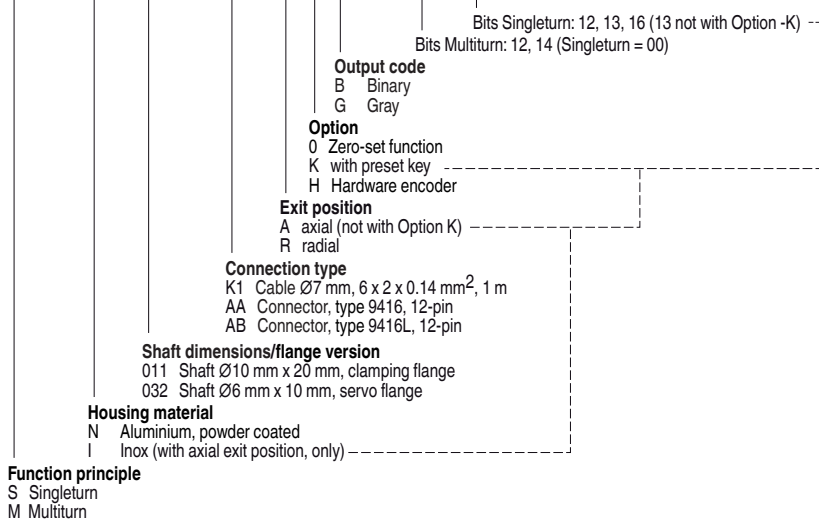 Bits Singleturn: 12, 13, 16 (13 not with Option -K)
Bits Multiturn: 12, 14 (Singleturn = 00)
Output code
B Binary
G Gray
Option
0 Zero-set function
K with preset key
H Hardware encoder
Exit position
A axial (not with Option K)
R radial
Connection type
K1 Cable Ø7 mm, 6 x 2 x 0.14 mm², 1 m
AA Connector, type 9416, 12-pin
AB Connector, type 9416L, 12-pin
Shaft dimensions/flange version
011 Shaft Ø10 mm x 20 mm, clamping flange
032 Shaft Ø6 mm x 10 mm, servo flange
Housing material
N Aluminium, powder coated
I Inox (with axial exit position, only)
Function principle
S Singleturn
M Multiturn